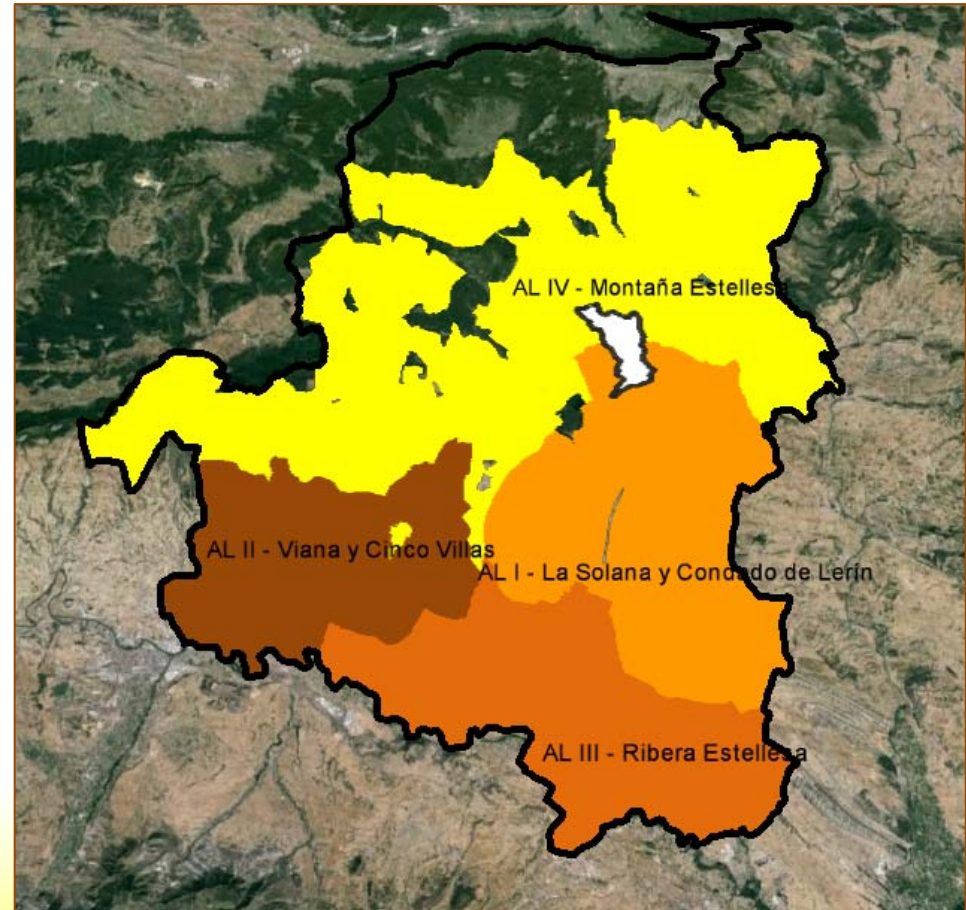 AL IV - Montaña Estellesa
AL II - Viana y Cinco Villas
AL I - La Solana y Condado de Lerín
AL III - Ribera Estellesa